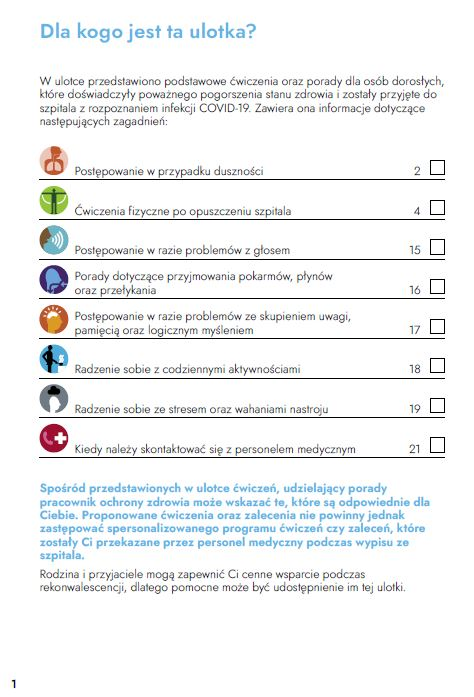 Dla kogo jest ta ulotka?
W ulotce przedstawiono podstawowe ćwiczenia oraz porady dla osób dorosłych,
które doświadczyły poważnego pogorszenia stanu zdrowia i zostały przyjęte do
szpitala z rozpoznaniem infekcji COVID-19. Zawiera ona informacje dotyczące
następujących zagadnień:
Postępowanie w przypadku duszności 2
Ćwiczenia fizyczne po opuszczeniu szpitala 4
Postępowanie w razie problemów z głosem 15
Porady dotyczące przyjmowania pokarmów, płynów
oraz przełykania 16
Postępowanie w razie problemów ze skupieniem uwagi,
pamięcią oraz logicznym myśleniem 17
Radzenie sobie z codziennymi aktywnościami 18
Radzenie sobie ze stresem oraz wahaniami nastroju 19
Kiedy należy skontaktować się z personelem medycznym 21
Spośród przedstawionych w ulotce ćwiczeń, udzielający porady
pracownik ochrony zdrowia może wskazać te, które są odpowiednie dla
Ciebie. Proponowane ćwiczenia oraz zalecenia nie powinny jednak
zastępować spersonalizowanego programu ćwiczeń czy zaleceń, które
zostały Ci przekazane przez personel medyczny podczas wypisu ze
szpitala.
Rodzina i przyjaciele mogą zapewnić Ci cenne wsparcie podczas
rekonwalescencji, dlatego pomocne może być udostępnienie im tej ulotki.
1